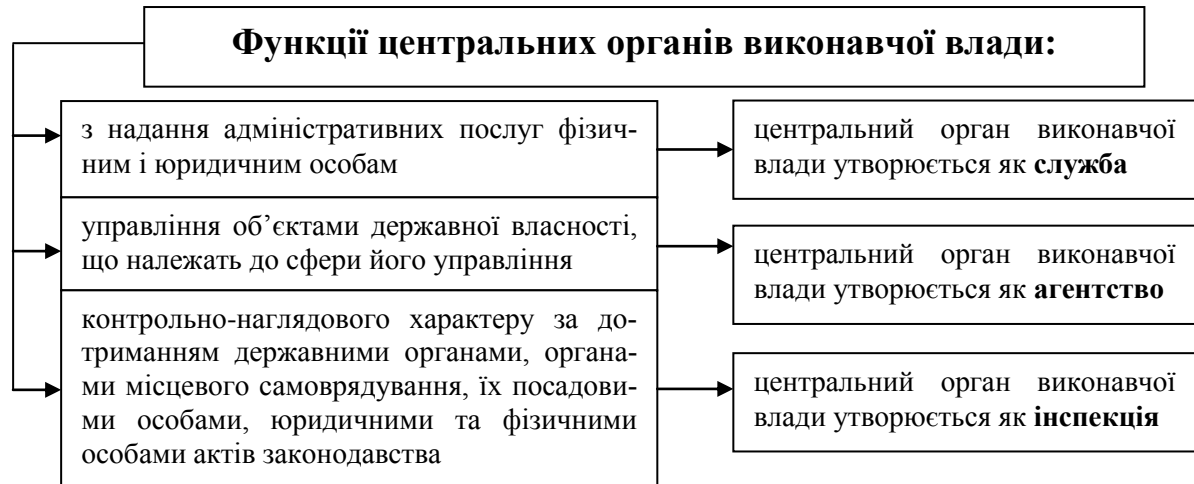 Функції центральних органів виконавчої влади:
з надання адміністративних послуг фізич-
ним і юридичним особам
центральний орган виконавчої
влади утворюється як служба
управління об’єктами державної власності,
що належать до сфери його управління
центральний орган виконавчої
влади утворюється як агентство
контрольно-наглядового характеру за до-
триманням державними органами, орга-
нами місцевого самоврядування, їх посадови-
ми особами, юридичними та фізичними
особами актів законодавства
центральний орган виконавчої
влади утворюється як інспекція